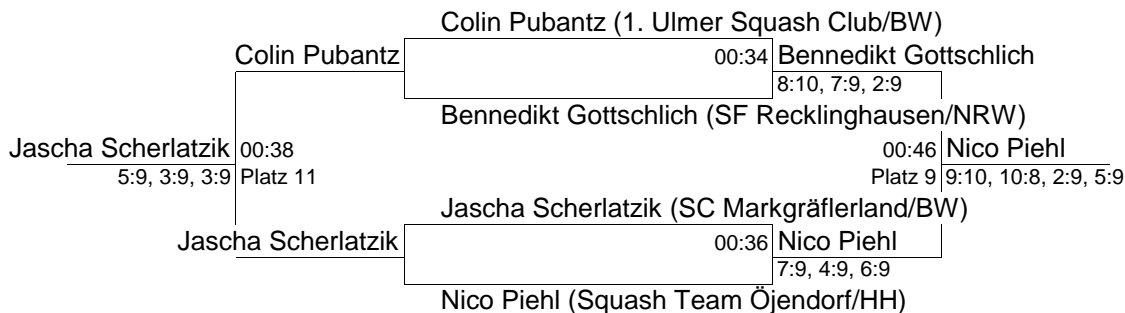 Colin Pubantz (1. Ulmer Squash Club/BW)
Colin Pubantz 00:34 Bennedikt Gottschlich
8:10, 7:9, 2:9
Bennedikt Gottschlich (SF Recklinghausen/NRW)
Jascha Scherlatzik 00:38 00:46 Nico Piehl
5:9, 3:9, 3:9 Platz 11 Platz 9 9:10, 10:8, 2:9, 5:9
Jascha Scherlatzik (SC Markgräflerland/BW)
Jascha Scherlatzik 00:36 Nico Piehl
7:9, 4:9, 6:9
Nico Piehl (Squash Team Öjendorf/HH)